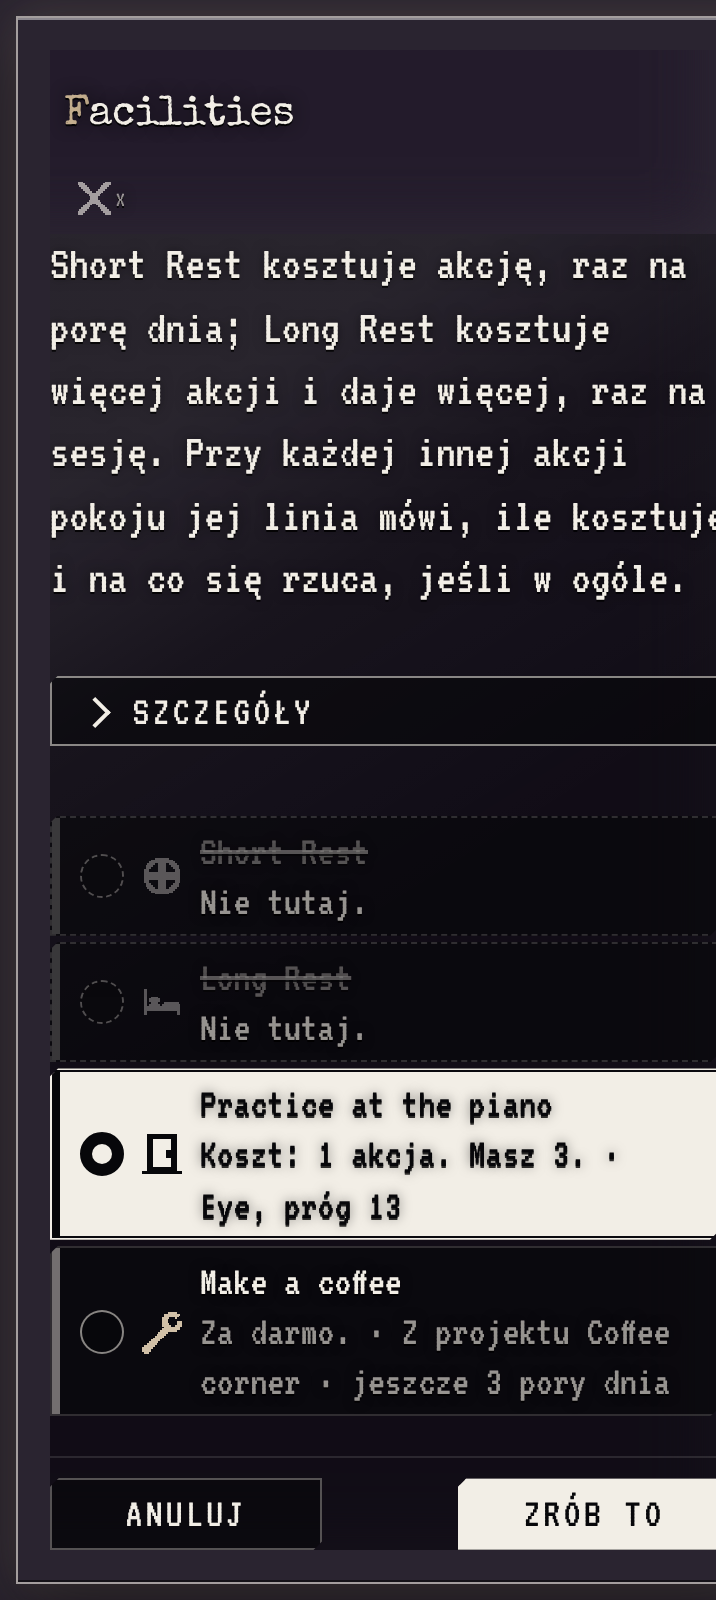 Facilities
x
Short Rest kosztuje akcję, raz na
porę dnia; Long Rest kosztuje
więcej akcji i daje więcej, raz na
sesję. Przy każdej innej akcji
pokoju jej linia mówi, ile kosztuje
i na co się rzuca, jeśli w ogóle.
SZCZEGÓŁY
Short Rest
Nie tutaj.
Long Rest
Nie tutaj.
Practice at the piano
Koszt: 1 akcja. Masz 3. ·
Eye, próg 13
Make a coffee
Za darmo. · Z projektu Coffee
corner · jeszcze 3 pory dnia
ANULUJ
ZRÓB TO